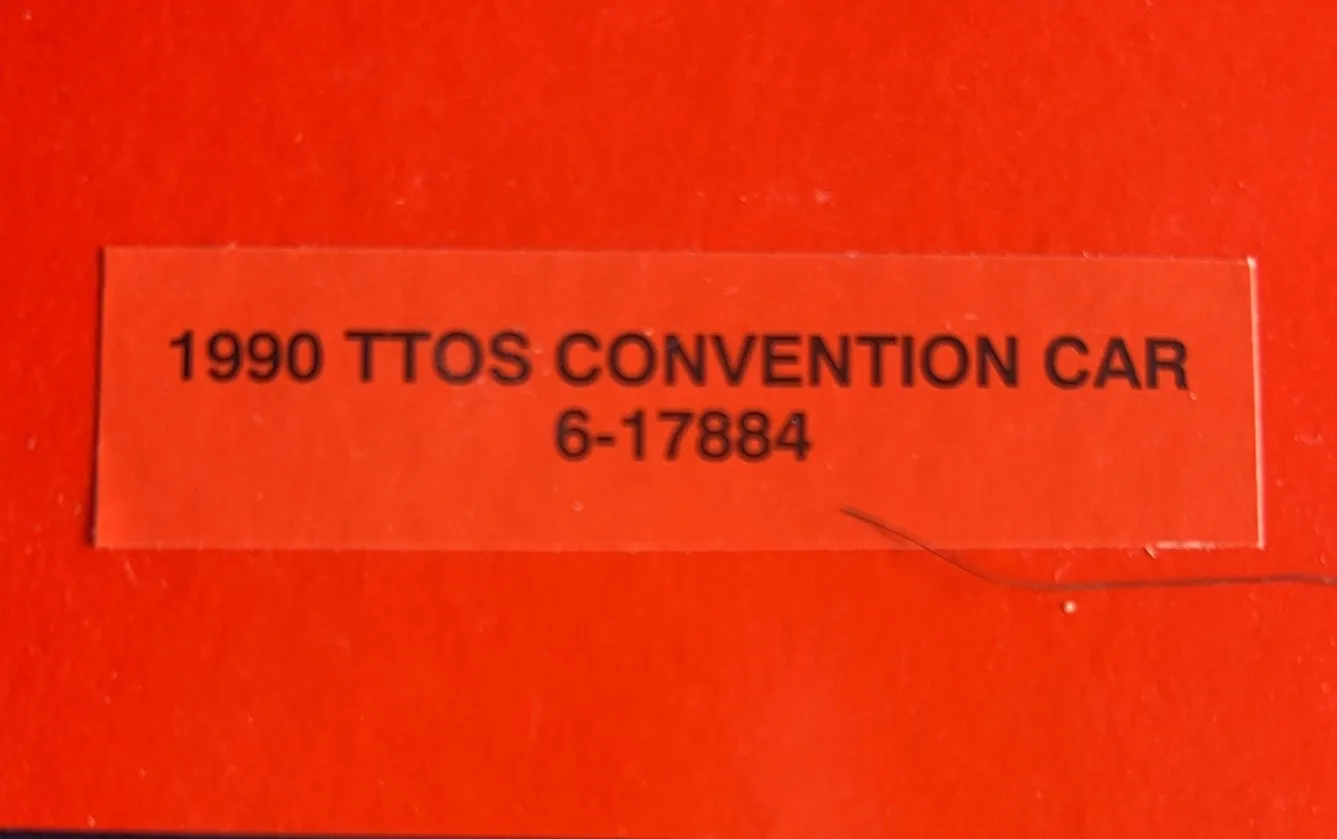 1990 TTOS CONVENTION CAR
6-17884